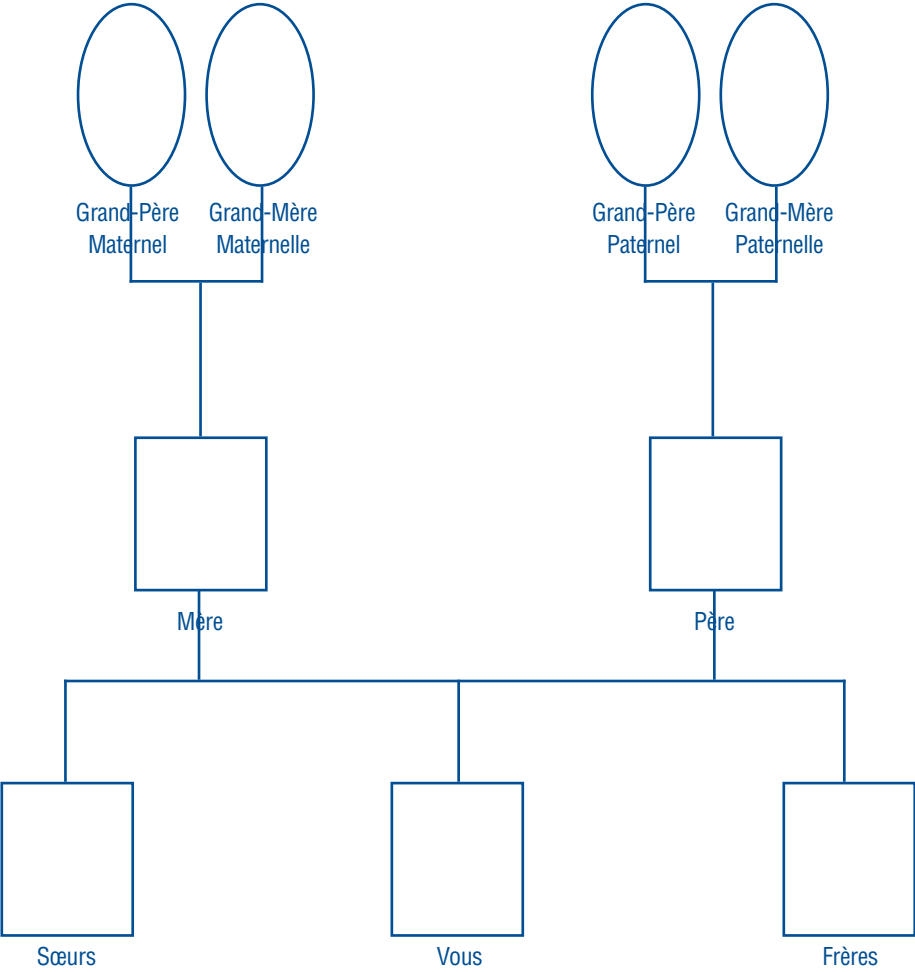 Grand-Père Maternel
Grand-Mère Maternelle
Grand-Père Paternel
Grand-Mère Paternelle
Mère
Père
Sœurs
Vous
Frères